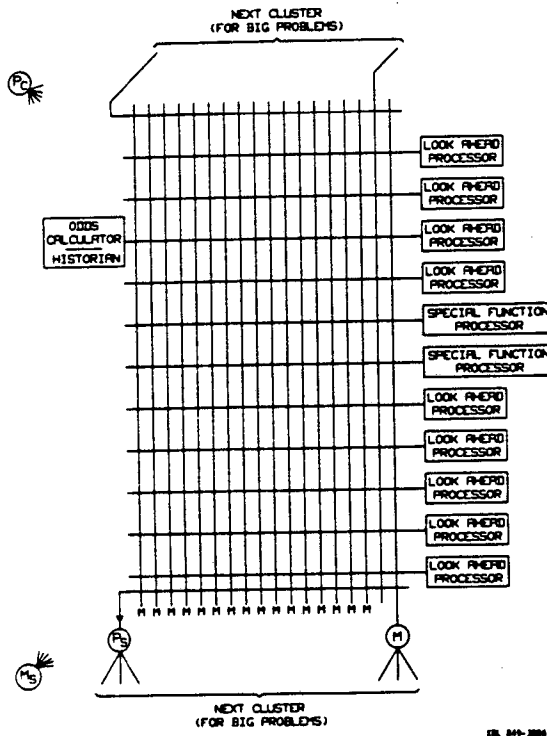 NEXT CLUSTER
(FOR BIG PROBLEMS)
PC
LOOK AHEAD
PROCESSOR
LOOK AHEAD
PROCESSOR
ODDS
CALCULATOR
HISTORIAN
LOOK AHEAD
PROCESSOR
LOOK AHEAD
PROCESSOR
SPECIAL FUNCTION
PROCESSOR
SPECIAL FUNCTION
PROCESSOR
LOOK AHEAD
PROCESSOR
LOOK AHEAD
PROCESSOR
LOOK AHEAD
PROCESSOR
LOOK AHEAD
PROCESSOR
LOOK AHEAD
PROCESSOR
M M M M M M M M M M M M M M M M
PS
M
MS
NEXT CLUSTER
(FOR BIG PROBLEMS)